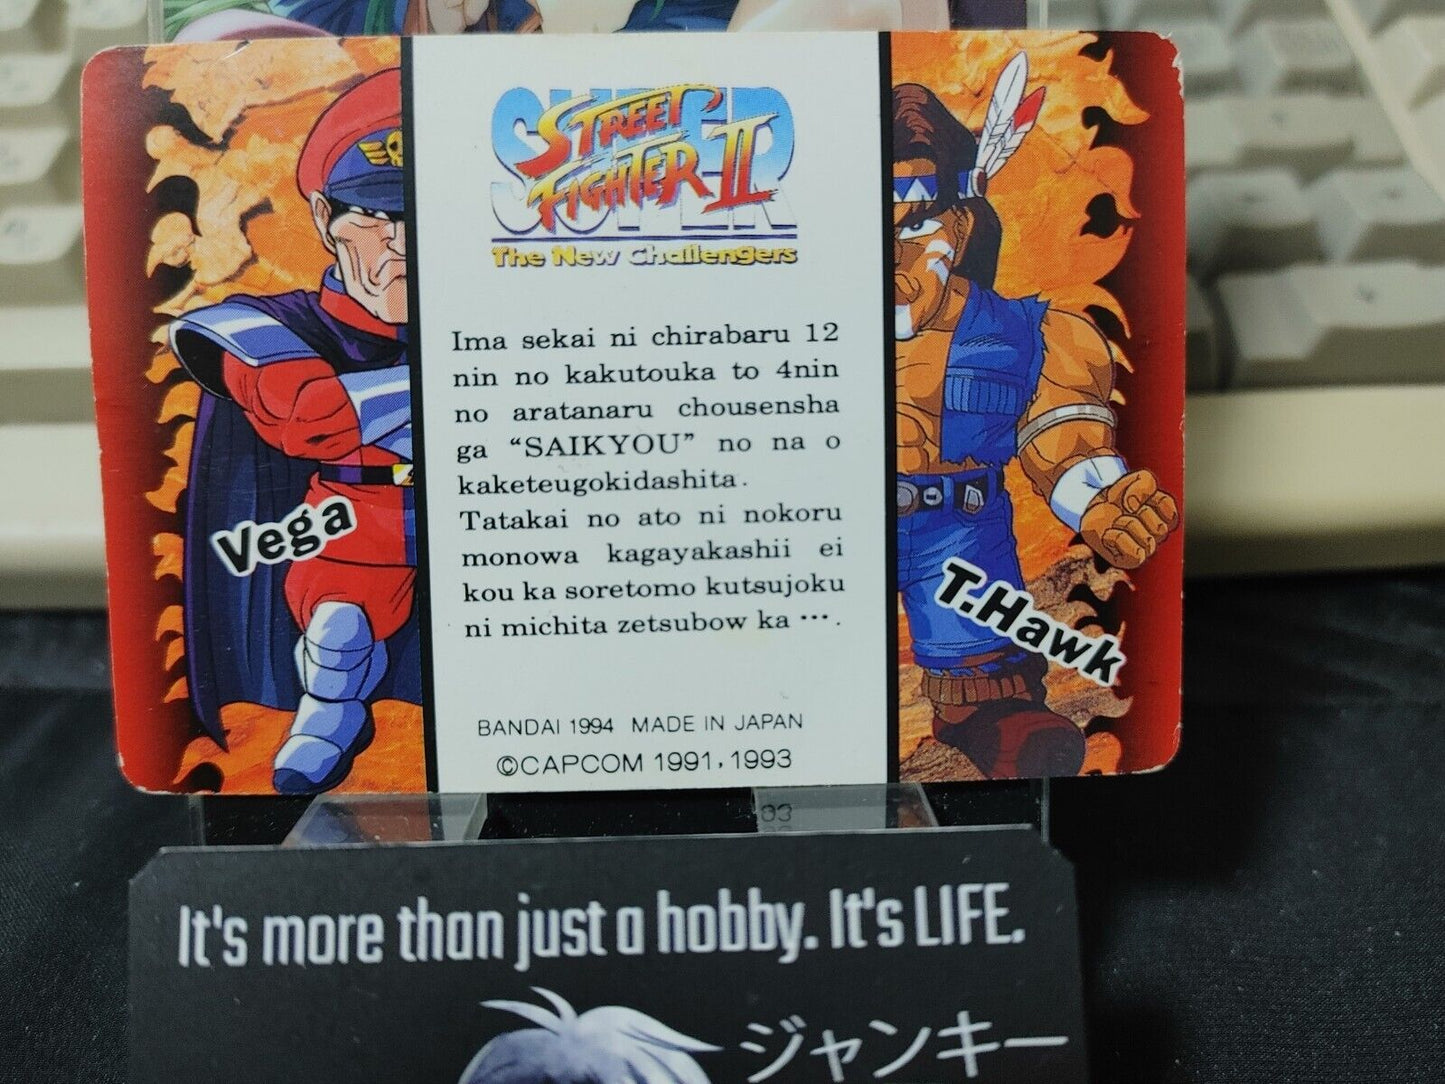 SUPER
STREET
FIGHTER II
The New Challengers
Ima sekai ni chirabaru 12
nin no kakutouka to 4nin
no aratanaru chousensha
ga “SAIKYOU” no na o
kaketeugokidashita.
Tatakai no ato ni nokoru
monowa kagayakashii ei
kou ka soretomo kutsujoku
ni michita zetsubow ka ….
Vega
T.Hawk
BANDAI 1994 MADE IN JAPAN
©CAPCOM 1991, 1993
It's more than just a hobby. It's LIFE.
ジャンキー